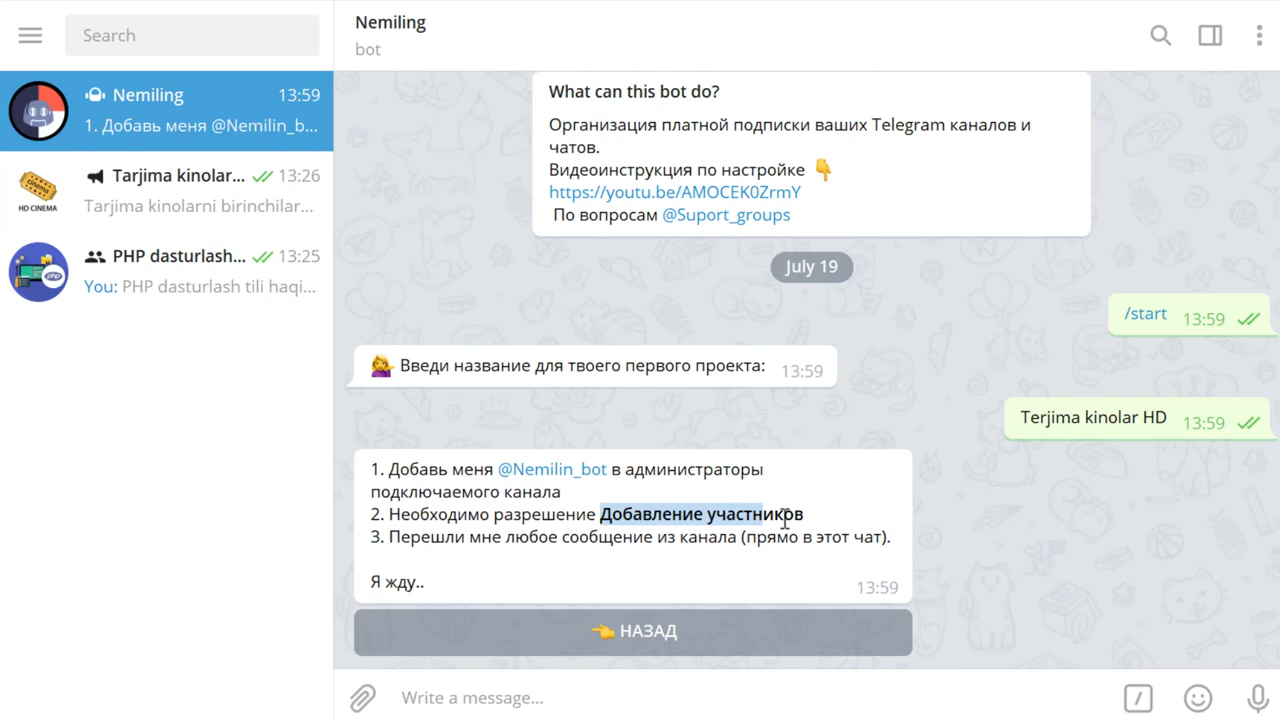 Search
Nemiling
13:59
1. Добавь меня @Nemilin_b...
HD CINEMA
Tarjima kinolar...
13:26
Tarjima kinolarni birinchilar...
PHP dasturlash...
13:25
You: PHP dasturlash tili haqi...
Nemiling
bot
What can this bot do?
Организация платной подписки ваших Telegram каналов и
чатов.
Видеоинструкция по настройке 👇
https://youtu.be/AMOCEK0ZrmY
По вопросам @Suport_groups
July 19
/start 13:59
💁‍♀️ Введи название для твоего первого проекта: 13:59
Terjima kinolar HD 13:59
1. Добавь меня @Nemilin_bot в администраторы
подключаемого канала
2. Необходимо разрешение Добавление участников
3. Перешли мне любое сообщение из канала (прямо в этот чат).
Я жду..
13:59
👈 НАЗАД
Write a message...